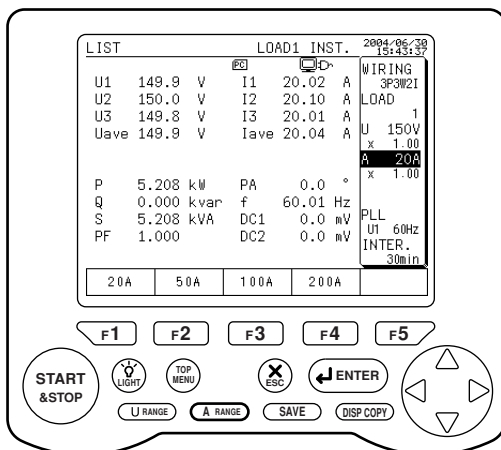 LIST LOAD1 INST. 2004/06/30
15:43:37
PC
WIRING
3P3W2I
LOAD
1
U 150V
x 1.00
A 20A
x 1.00
PLL
U1 60Hz
INTER.
30min
U1 149.9 V I1 20.02 A
U2 150.0 V I2 20.10 A
U3 149.8 V I3 20.01 A
Uave 149.9 V Iave 20.04 A
P 5.208 kW PA 0.0 °
Q 0.000 kvar f 60.01 Hz
S 5.208 kVA DC1 0.0 mV
PF 1.000 DC2 0.0 mV
20A 50A 100A 200A
F1 F2 F3 F4 F5
START
&STOP
LIGHT
TOP
MENU
ESC
ENTER
U RANGE
A RANGE
SAVE
DISP COPY